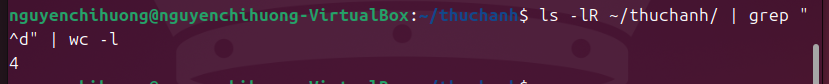 nguyenchihuong@nguyenchihuong-VirtualBox:~/thuchanh$ ls -lR ~/thuchanh/ | grep "
^d" | wc -l
4